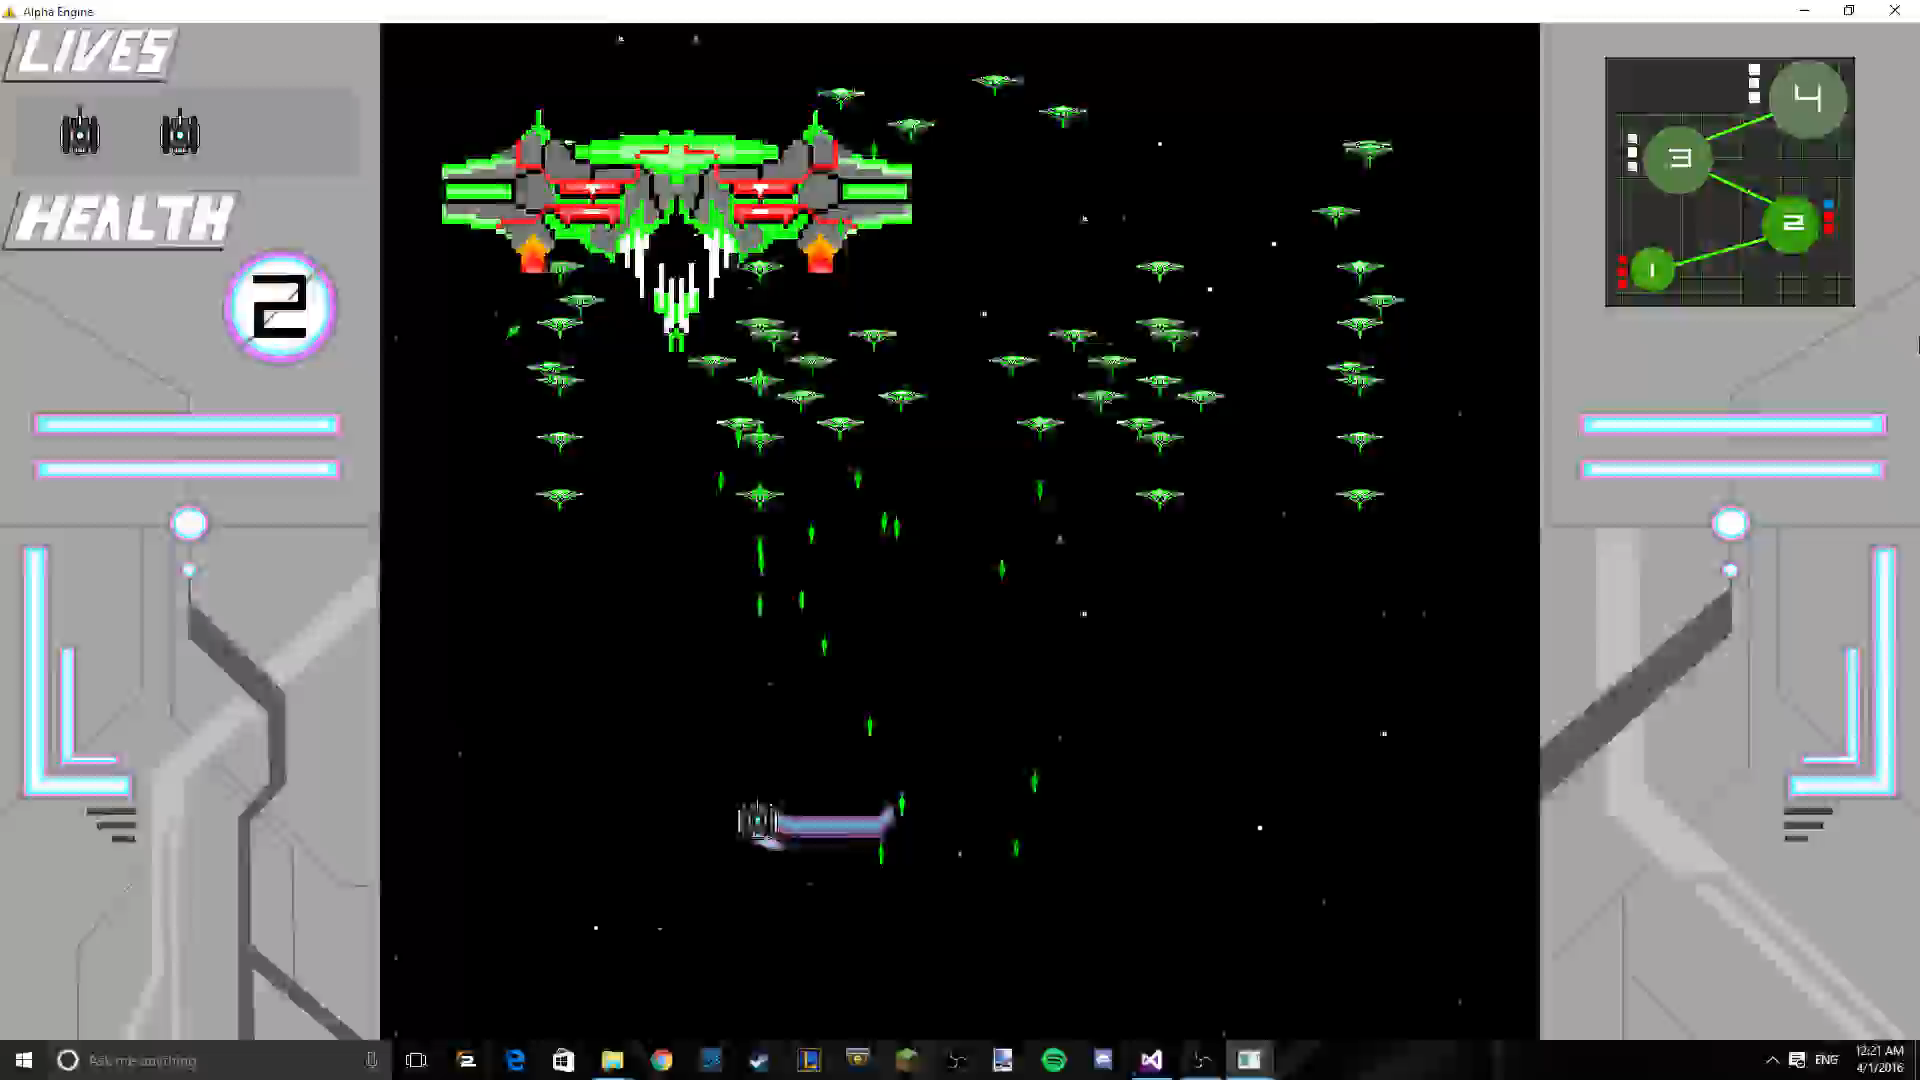 Alpha Engine
LIVES
HEALTH
2
4
3
2
1
Ask me anything
ENG
12:21 AM
4/1/2016